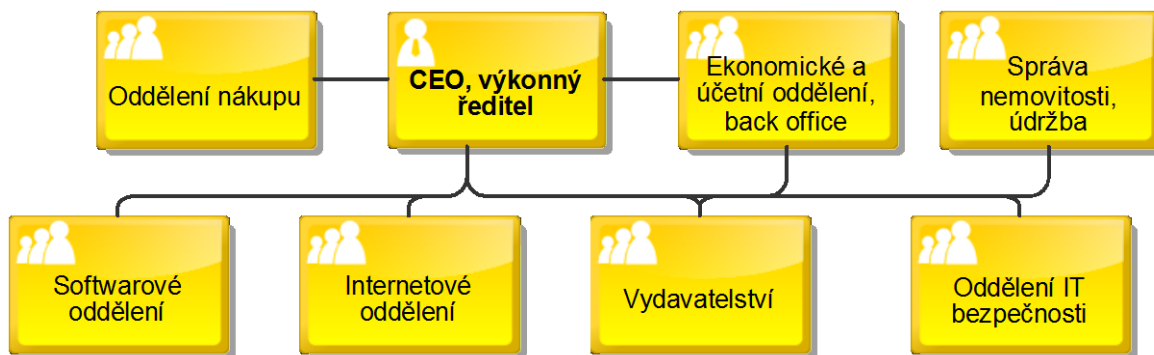 Oddělení nákupu
CEO, výkonný
ředitel
Ekonomické a
účetní oddělení,
back office
Správa
nemovitosti,
údržba
Softwarové
oddělení
Internetové
oddělení
Vydavatelství
Oddělení IT
bezpečnosti